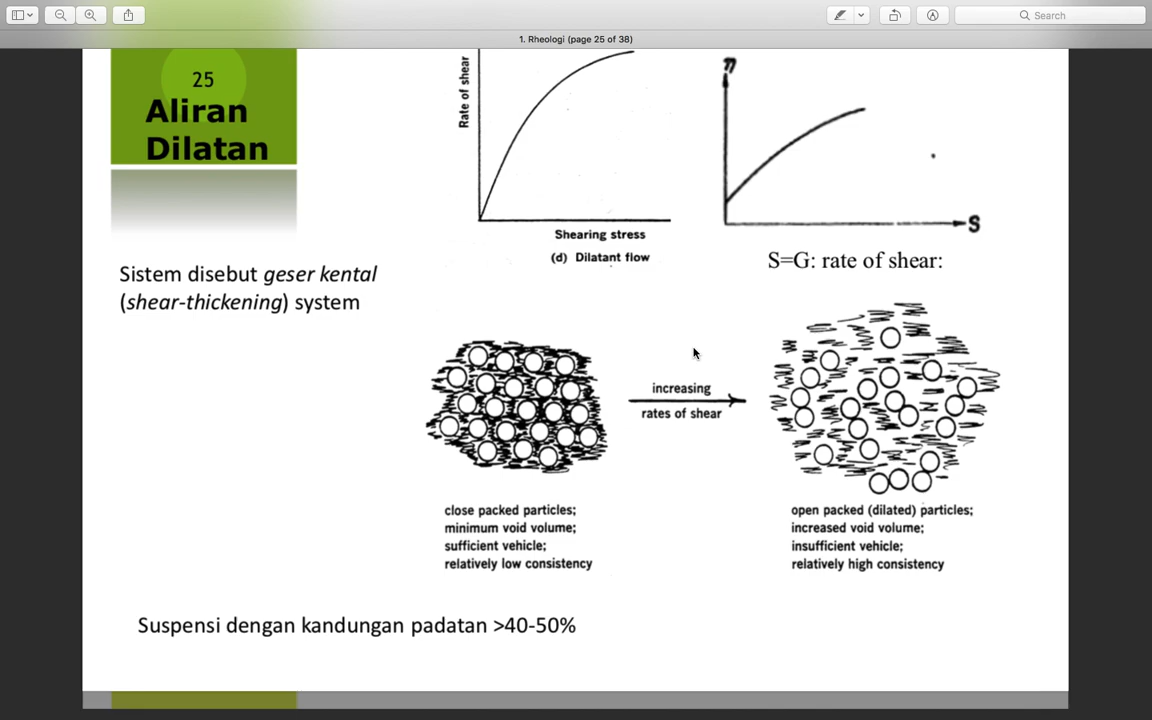 Search
1. Rheologi (page 25 of 38)
25
Aliran
Dilatan
Rate of shear
Shearing stress
(d) Dilatant flow
η
S
S=G: rate of shear:
Sistem disebut geser kental
(shear-thickening) system
increasing
rates of shear
close packed particles;
minimum void volume;
sufficient vehicle;
relatively low consistency
open packed (dilated) particles;
increased void volume;
insufficient vehicle;
relatively high consistency
Suspensi dengan kandungan padatan >40-50%